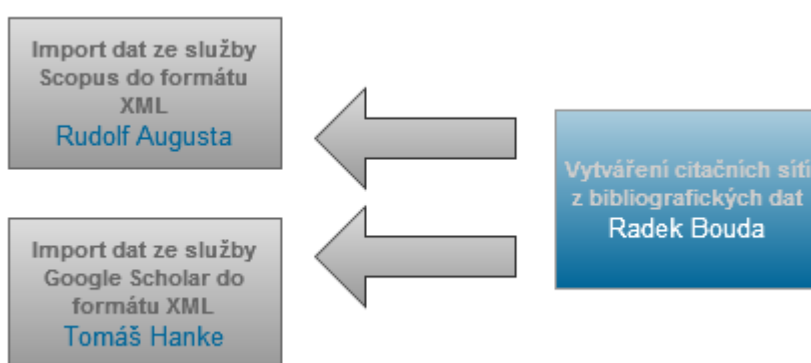 Import dat ze služby
Scopus do formátu
XML
Rudolf Augusta
Import dat ze služby
Google Scholar do
formátu XML
Tomáš Hanke
Vytváření citačních sítí
z bibliografických dat
Radek Bouda